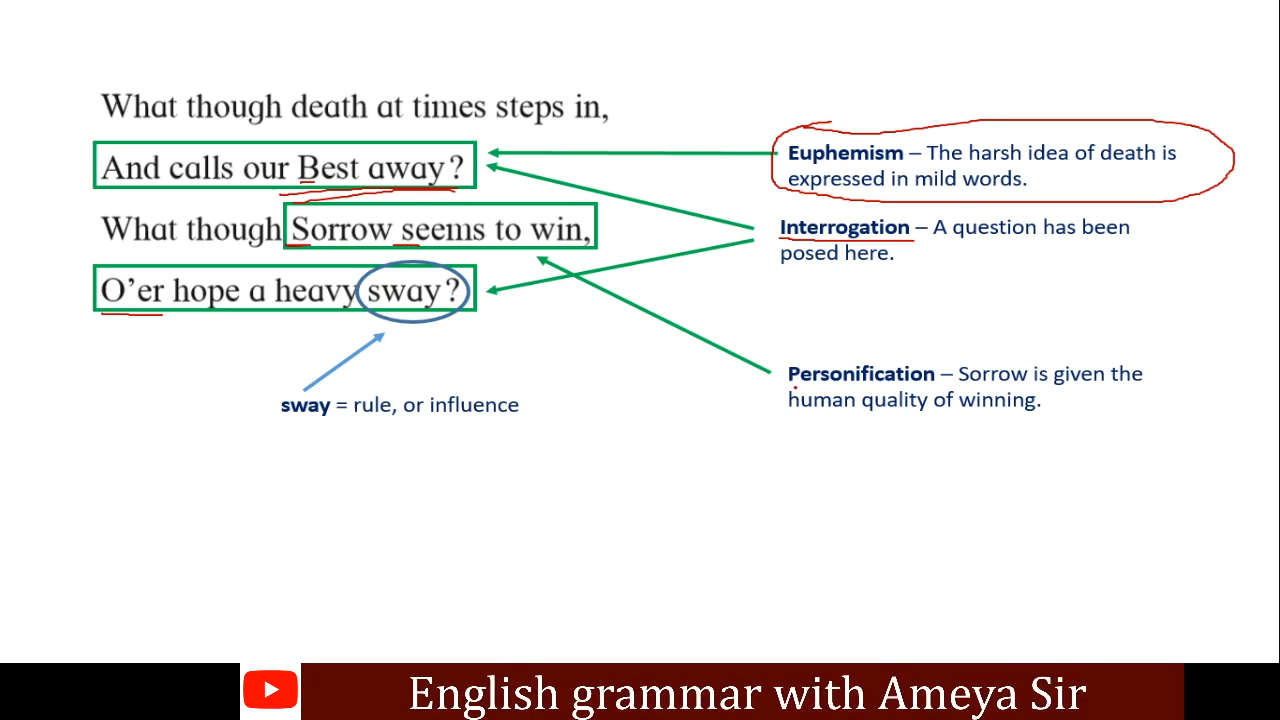 What though death at times steps in,
And calls our Best away?
What though Sorrow seems to win,
O'er hope a heavy sway?
sway = rule, or influence
Euphemism – The harsh idea of death is
expressed in mild words.
Interrogation – A question has been
posed here.
Personification – Sorrow is given the
human quality of winning.
English grammar with Ameya Sir